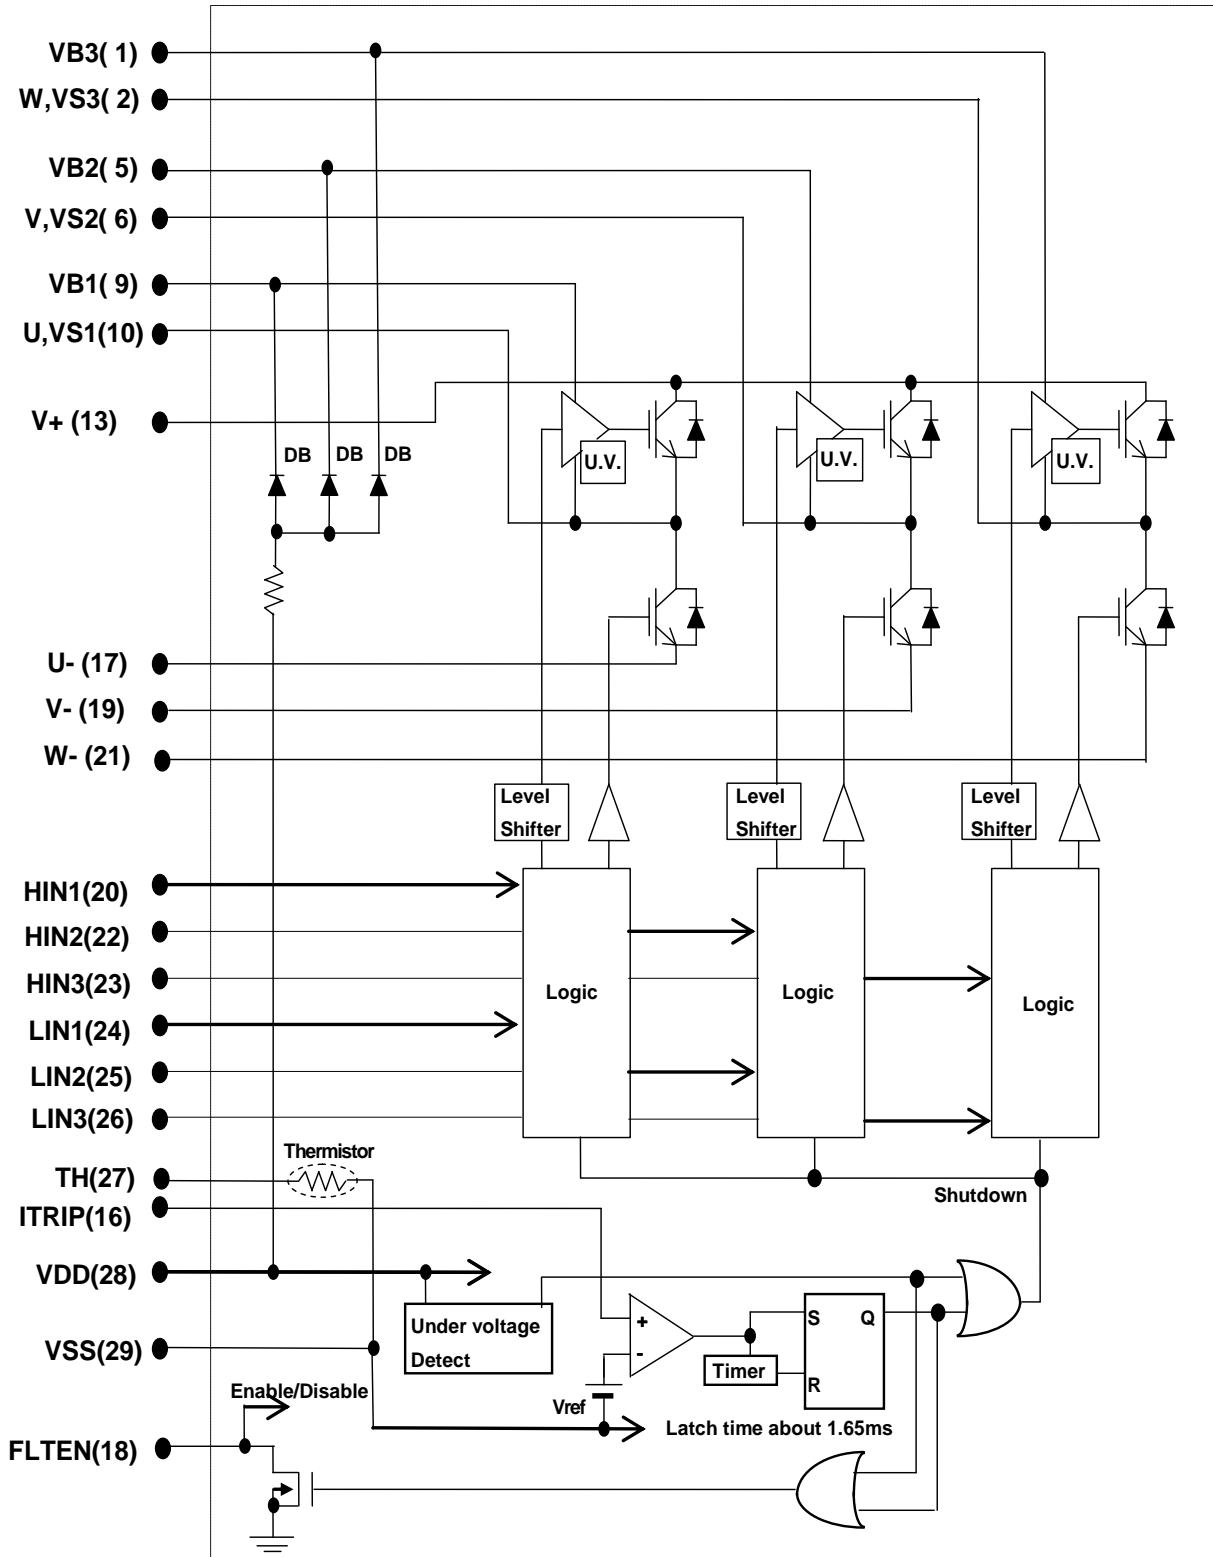 VB3( 1)
W,VS3( 2)
VB2( 5)
V,VS2( 6)
VB1( 9)
U,VS1(10)
V+ (13)
DB
DB
DB
U.V.
U.V.
U.V.
U- (17)
V- (19)
W- (21)
Level
Shifter
Level
Shifter
Level
Shifter
HIN1(20)
HIN2(22)
HIN3(23)
LIN1(24)
LIN2(25)
LIN3(26)
Logic
Logic
Logic
Thermistor
TH(27)
ITRIP(16)
Shutdown
VDD(28)
Under voltage
Detect
+
-
S
Q
R
Timer
VSS(29)
Enable/Disable
Vref
Latch time about 1.65ms
FLTEN(18)